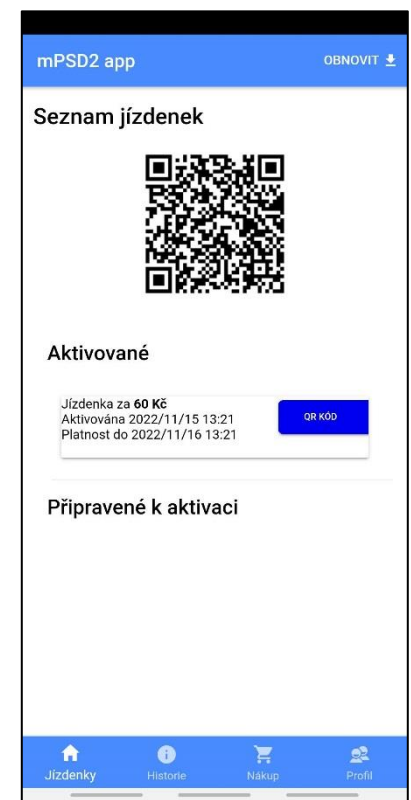 mPSD2 app
OBNOVIT
Seznam jízdenek
Aktivované
Jízdenka za 60 Kč
Aktivována 2022/11/15 13:21
Platnost do 2022/11/16 13:21
QR KÓD
Připravené k aktivaci
Jízdenky
Historie
Nákup
Profil